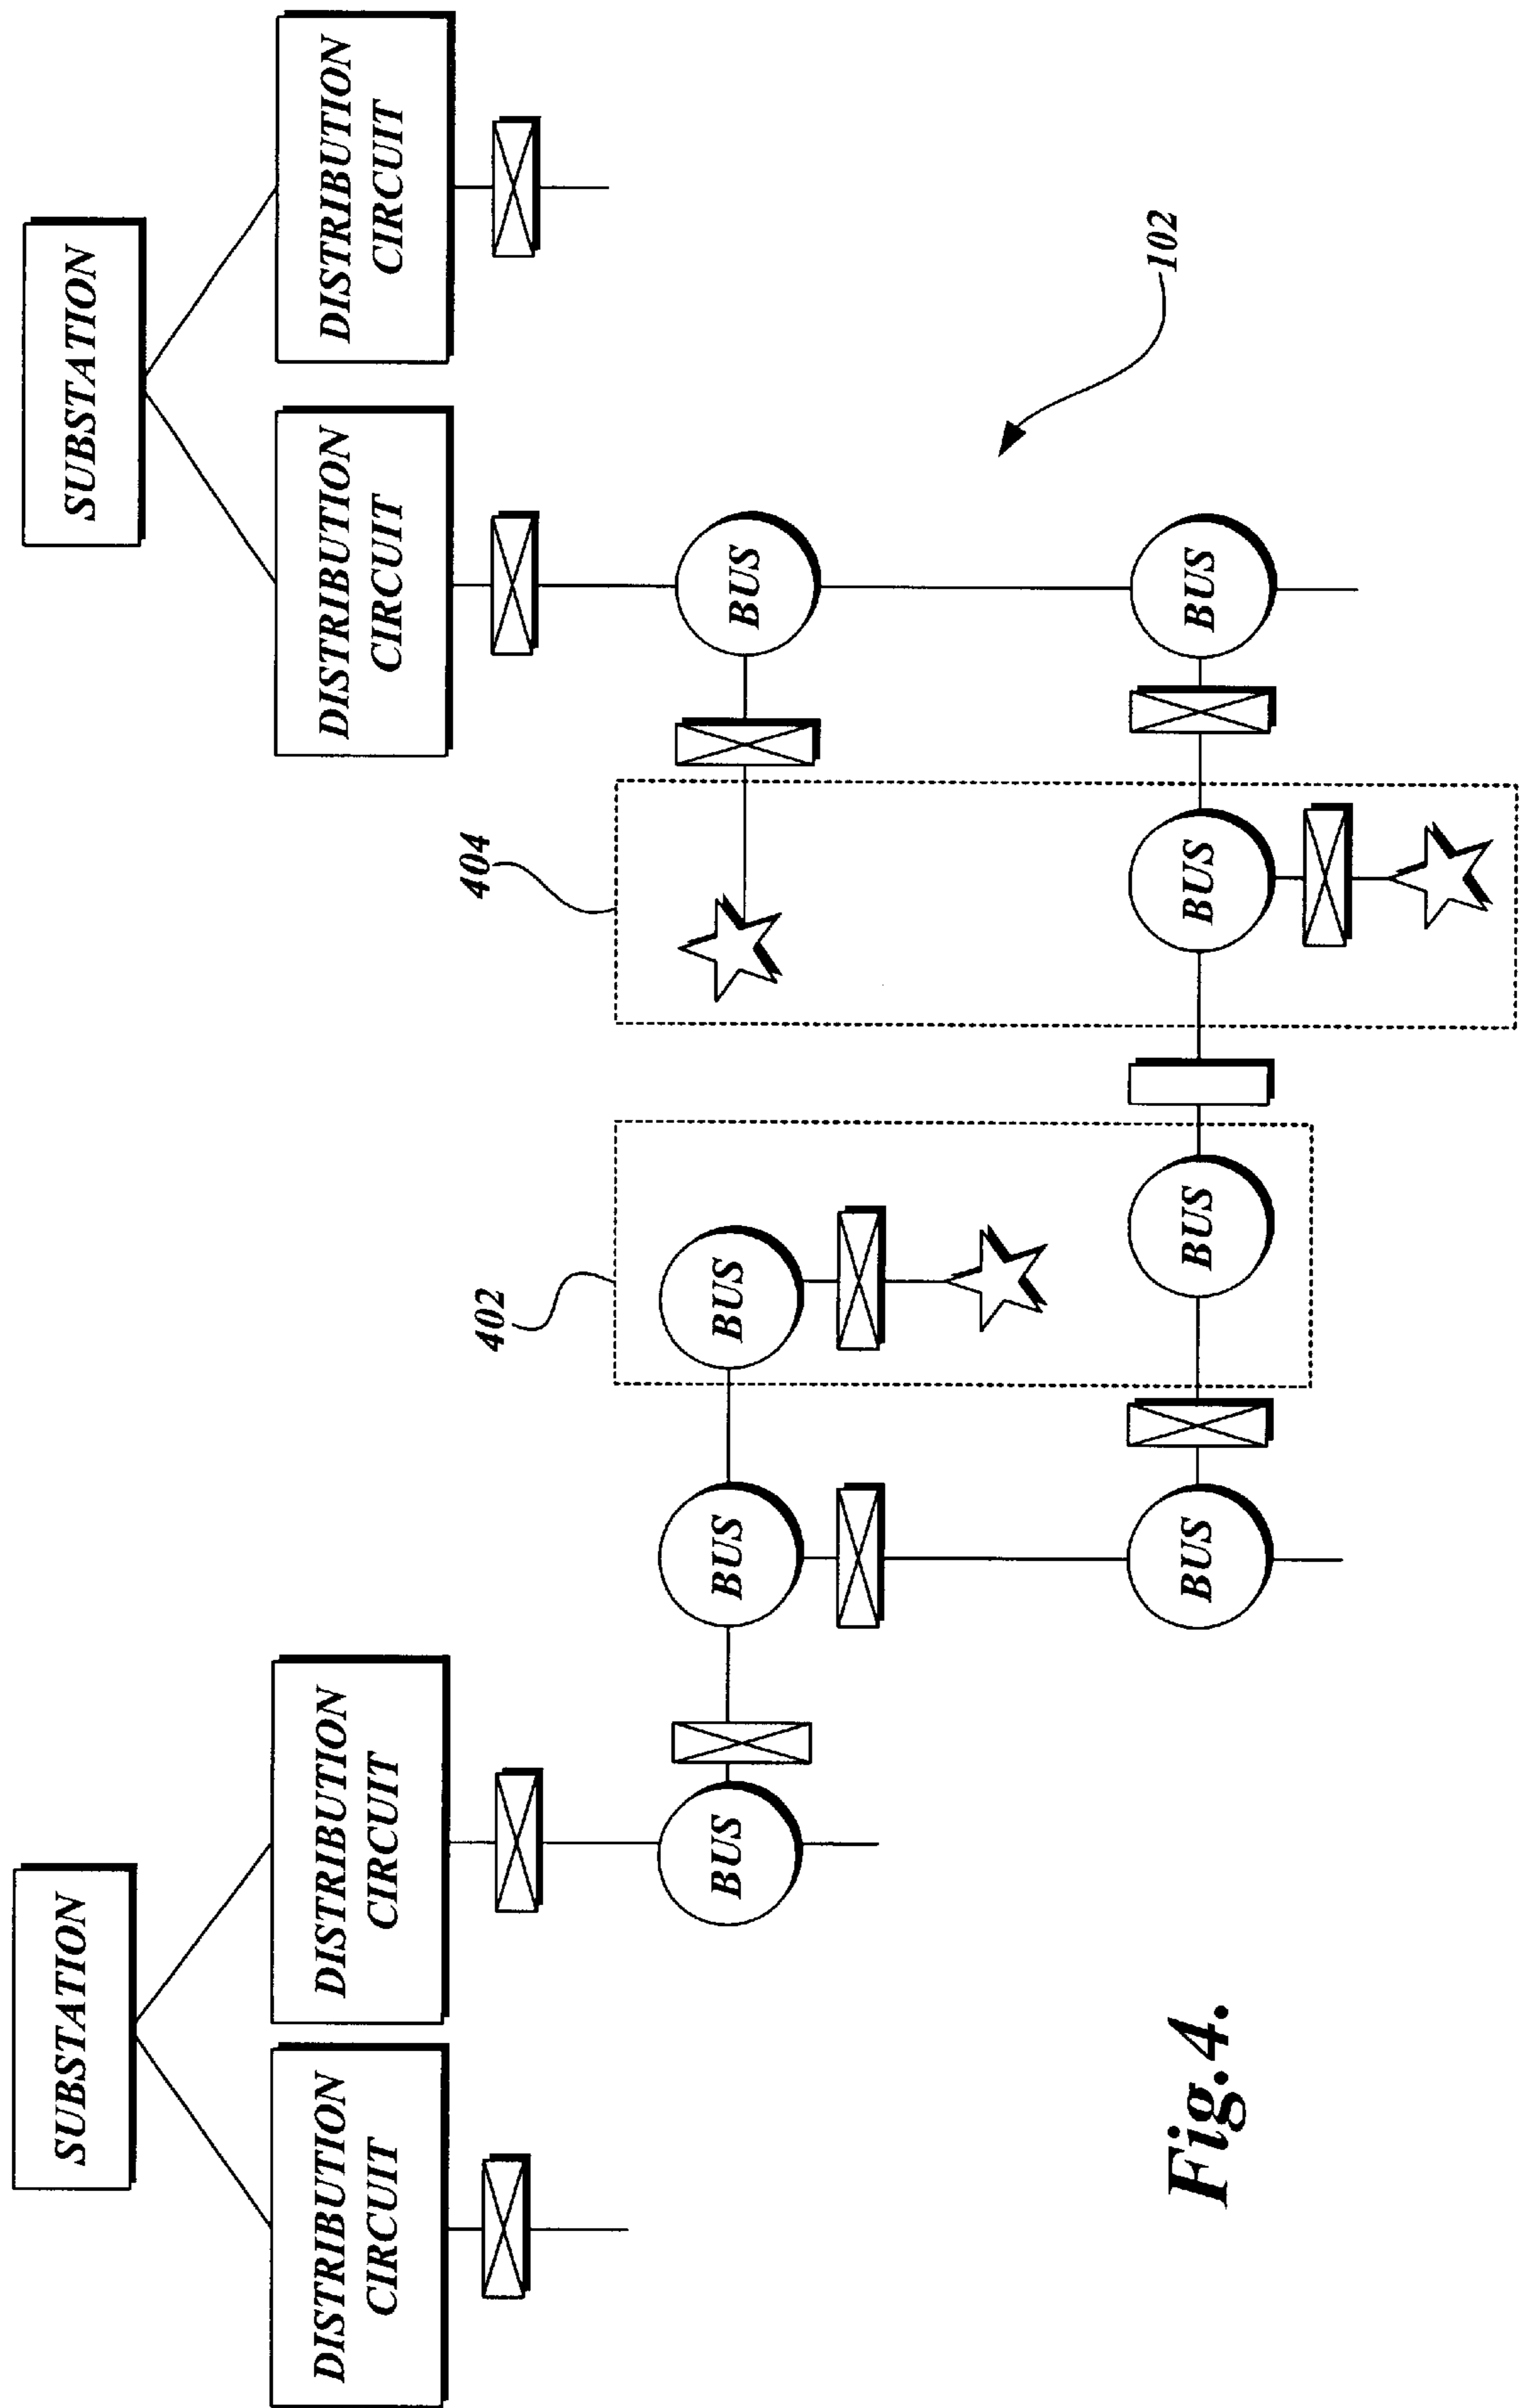 SUBSTATION
SUBSTATION
DISTRIBUTION
CIRCUIT
DISTRIBUTION
CIRCUIT
DISTRIBUTION
CIRCUIT
DISTRIBUTION
CIRCUIT
402
404
BUS
BUS
BUS
BUS
102
BUS
BUS
BUS
BUS
Fig.4.